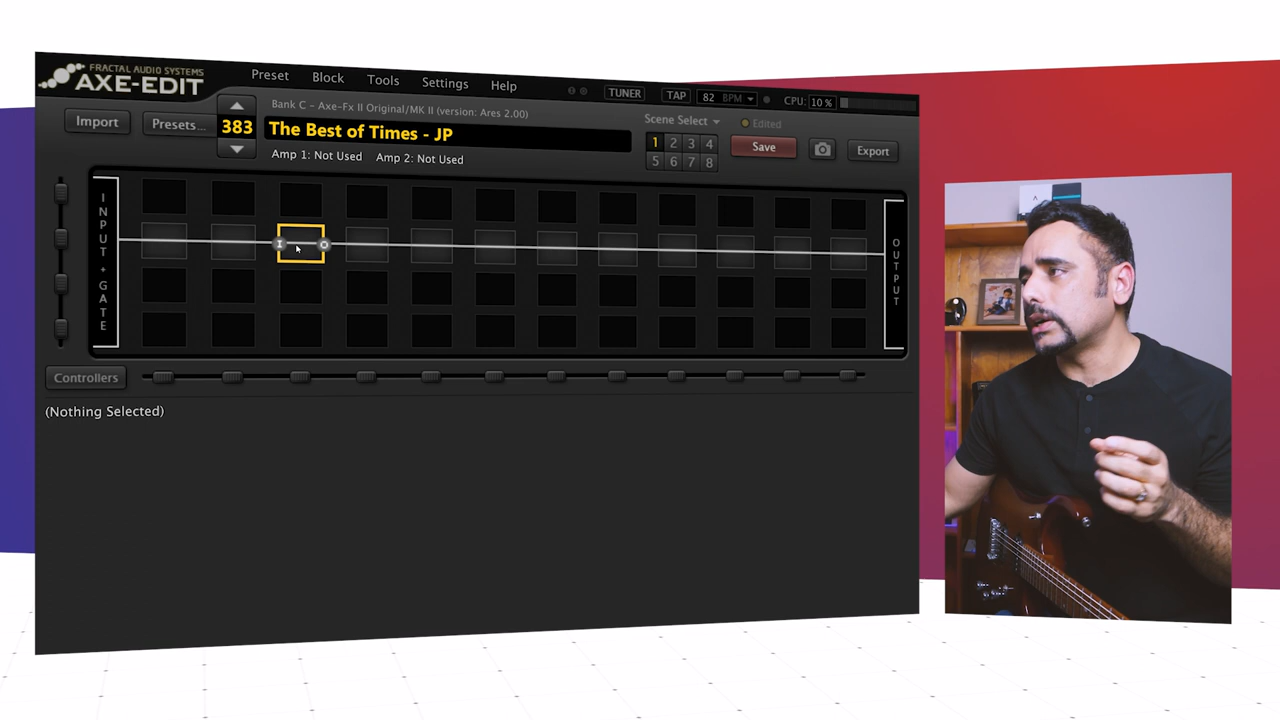 FRACTAL AUDIO SYSTEMS
AXE-EDIT
Preset Block Tools Settings Help
TUNER TAP 82 BPM CPU: 10 %
Import Presets... 383
Bank C - Axe-Fx II Original/MK II (version: Ares 2.00)
The Best of Times - JP
Amp 1: Not Used Amp 2: Not Used
Scene Select
1 2 3 4
5 6 7 8
Edited
Save
Export
INPUT + GATE
OUTPUT
Controllers
(Nothing Selected)